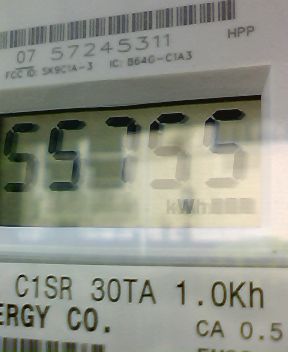 07 57245311 HPP
FCC ID: SK9C1A-3 IC: 864G-C1A3
55755
kWh
C1SR 30TA 1.0Kh
ERGY CO.
CA 0.5